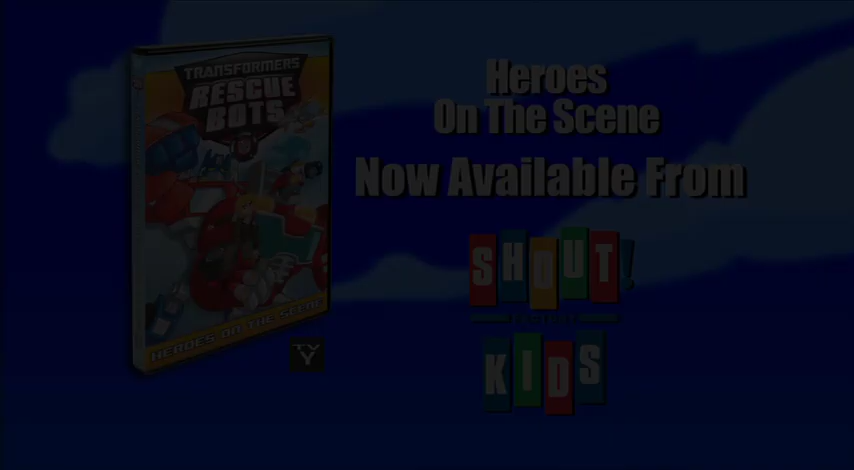 TRANSFORMERS
RESCUE
BOTS
HEROES ON THE SCENE
TV
Y
Heroes
On The Scene
Now Available From
SHOUT!
KIDS